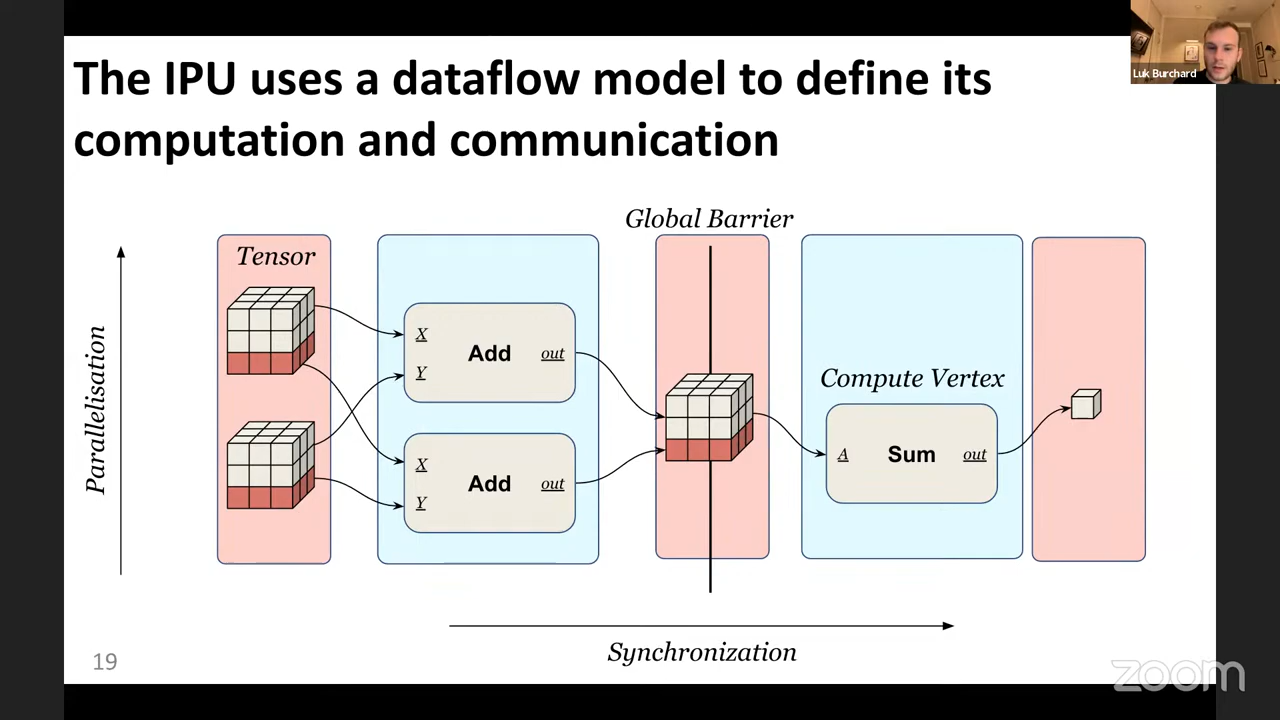 The IPU uses a dataflow model to define its
computation and communication
Luk Burchard
Global Barrier
Tensor
Parallelisation
X
Y
Add
out
X
Y
Add
out
Compute Vertex
A
Sum
out
Synchronization
19
zoom